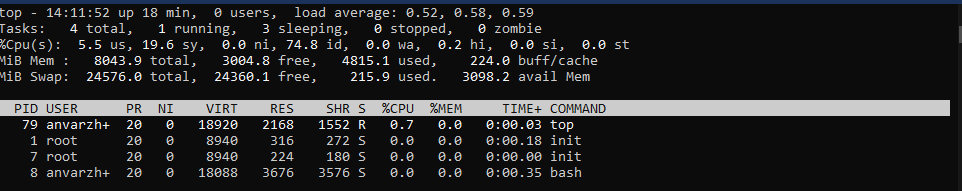 top - 14:11:52 up 18 min,  0 users,  load average: 0.52, 0.58, 0.59
Tasks:   4 total,   1 running,   3 sleeping,   0 stopped,   0 zombie
%Cpu(s):  5.5 us, 19.6 sy,  0.0 ni, 74.8 id,  0.0 wa,  0.2 hi,  0.0 si,  0.0 st
MiB Mem :   8043.9 total,   3004.8 free,   4815.1 used,    224.0 buff/cache
MiB Swap:  24576.0 total,  24360.1 free,    215.9 used.   3098.2 avail Mem
PID USER      PR  NI    VIRT    RES    SHR S  %CPU  %MEM     TIME+ COMMAND
79 anvarzh+  20   0   18920   2168   1552 R   0.7   0.0   0:00.03 top
1 root      20   0    8940    316    272 S   0.0   0.0   0:00.18 init
7 root      20   0    8940    224    180 S   0.0   0.0   0:00.00 init
8 anvarzh+  20   0   18088   3676   3576 S   0.0   0.0   0:00.35 bash